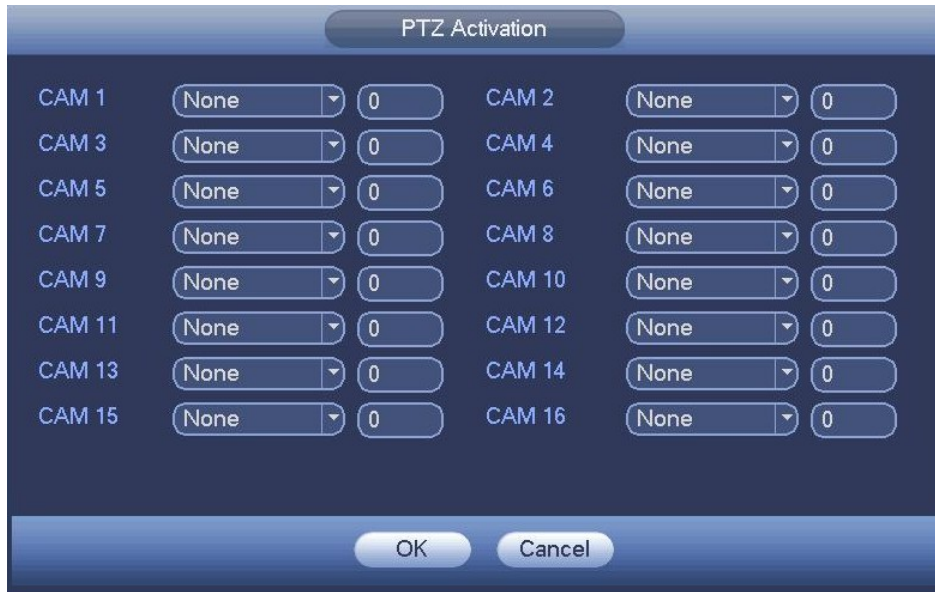 PTZ Activation
CAM 1 None 0 CAM 2 None 0
CAM 3 None 0 CAM 4 None 0
CAM 5 None 0 CAM 6 None 0
CAM 7 None 0 CAM 8 None 0
CAM 9 None 0 CAM 10 None 0
CAM 11 None 0 CAM 12 None 0
CAM 13 None 0 CAM 14 None 0
CAM 15 None 0 CAM 16 None 0
OK Cancel